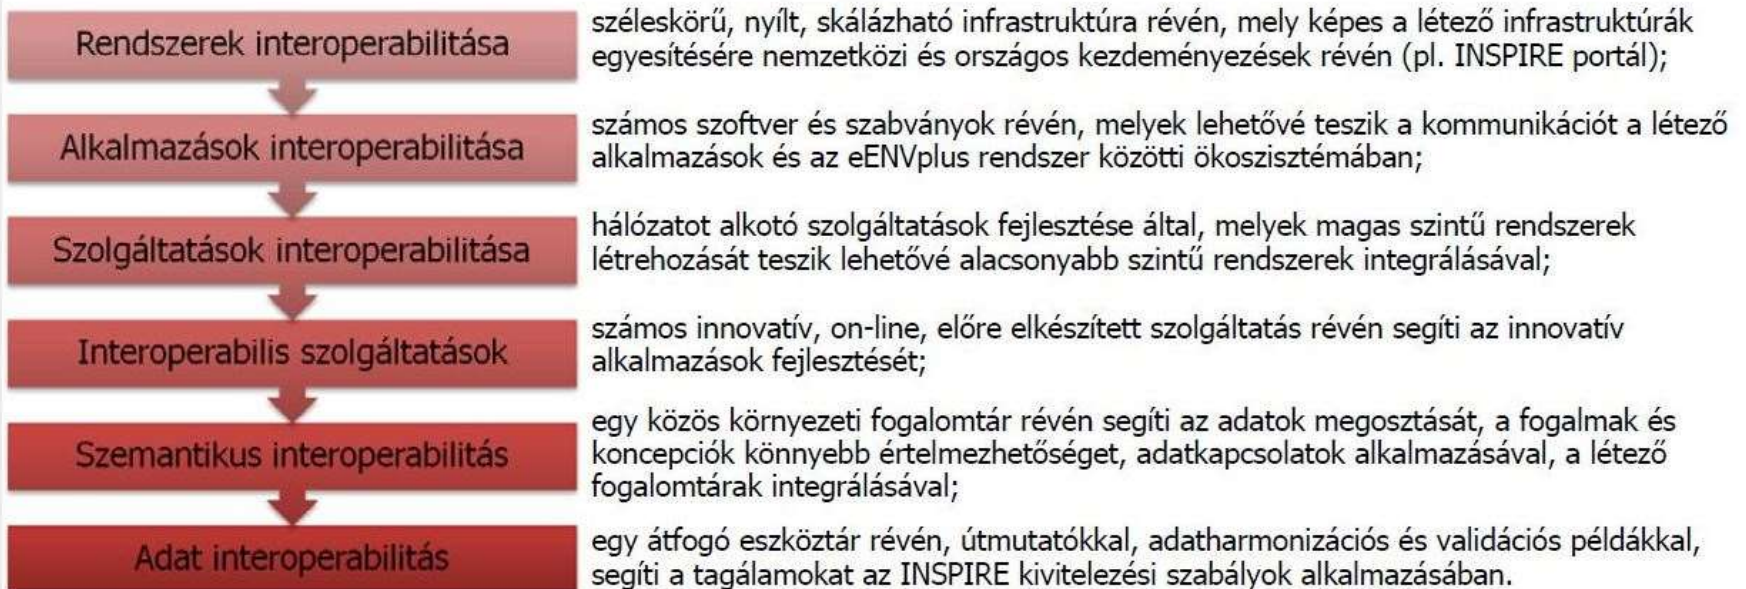 Rendszerek interoperabilitása
széleskörű, nyílt, skálázható infrastruktúra révén, mely képes a létező infrastruktúrák
egyesítésére nemzetközi és országos kezdeményezések révén (pl. INSPIRE portál);
Alkalmazások interoperabilitása
számos szoftver és szabványok révén, melyek lehetővé teszik a kommunikációt a létező
alkalmazások és az eENVplus rendszer közötti ökoszisztémában;
Szolgáltatások interoperabilitása
hálózatot alkotó szolgáltatások fejlesztése által, melyek magas szintű rendszerek
létrehozását teszik lehetővé alacsonyabb szintű rendszerek integrálásával;
Interoperabilis szolgáltatások
számos innovatív, on-line, előre elkészített szolgáltatás révén segíti az innovatív
alkalmazások fejlesztését;
Szemantikus interoperabilitás
egy közös környezeti fogalomtár révén segíti az adatok megosztását, a fogalmak és
koncepciók könnyebb értelmezhetőséget, adatkapcsolatok alkalmazásával, a létező
fogalomtárak integrálásával;
Adat interoperabilitás
egy átfogó eszköztár révén, útmutatókkal, adatharmonizációs és validációs példákkal,
segíti a tagálamokat az INSPIRE kivitelezési szabályok alkalmazásában.